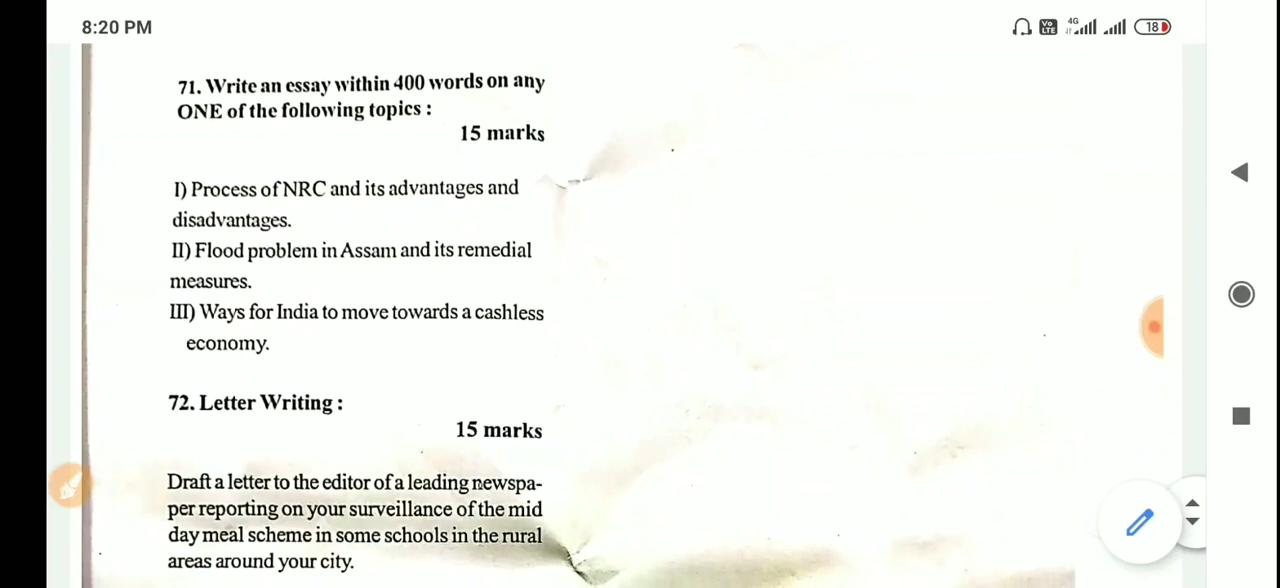 8:20 PM
Vo
LTE
4G
18
71. Write an essay within 400 words on any
ONE of the following topics :
15 marks
I) Process of NRC and its advantages and
disadvantages.
II) Flood problem in Assam and its remedial
measures.
III) Ways for India to move towards a cashless
economy.
72. Letter Writing :
15 marks
Draft a letter to the editor of a leading newspa-
per reporting on your surveillance of the mid
day meal scheme in some schools in the rural
areas around your city.